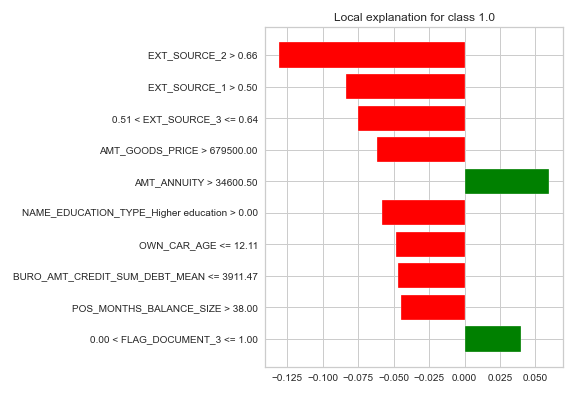 Local explanation for class 1.0
EXT_SOURCE_2 > 0.66
EXT_SOURCE_1 > 0.50
0.51 < EXT_SOURCE_3 <= 0.64
AMT_GOODS_PRICE > 679500.00
AMT_ANNUITY > 34600.50
NAME_EDUCATION_TYPE_Higher education > 0.00
OWN_CAR_AGE <= 12.11
BURO_AMT_CREDIT_SUM_DEBT_MEAN <= 3911.47
POS_MONTHS_BALANCE_SIZE > 38.00
0.00 < FLAG_DOCUMENT_3 <= 1.00
−0.125 −0.100 −0.075 −0.050 −0.025 0.000 0.025 0.050